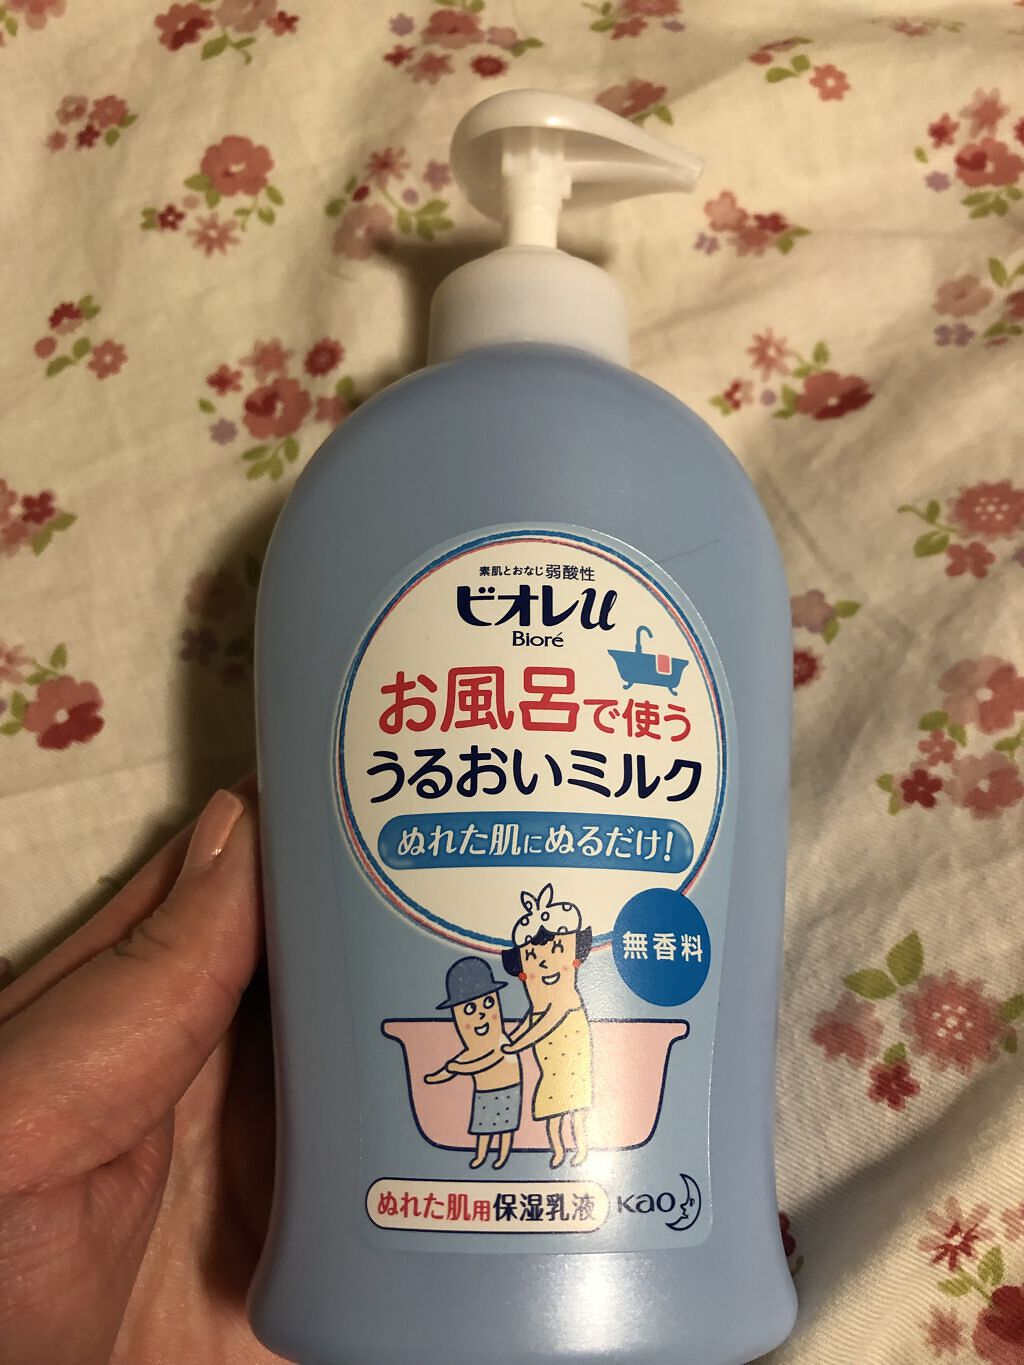 素肌とおなじ弱酸性
ビオレu
Bioré
お風呂で使う
うるおいミルク
ぬれた肌にぬるだけ!
無香料
ぬれた肌用保湿乳液
Kao